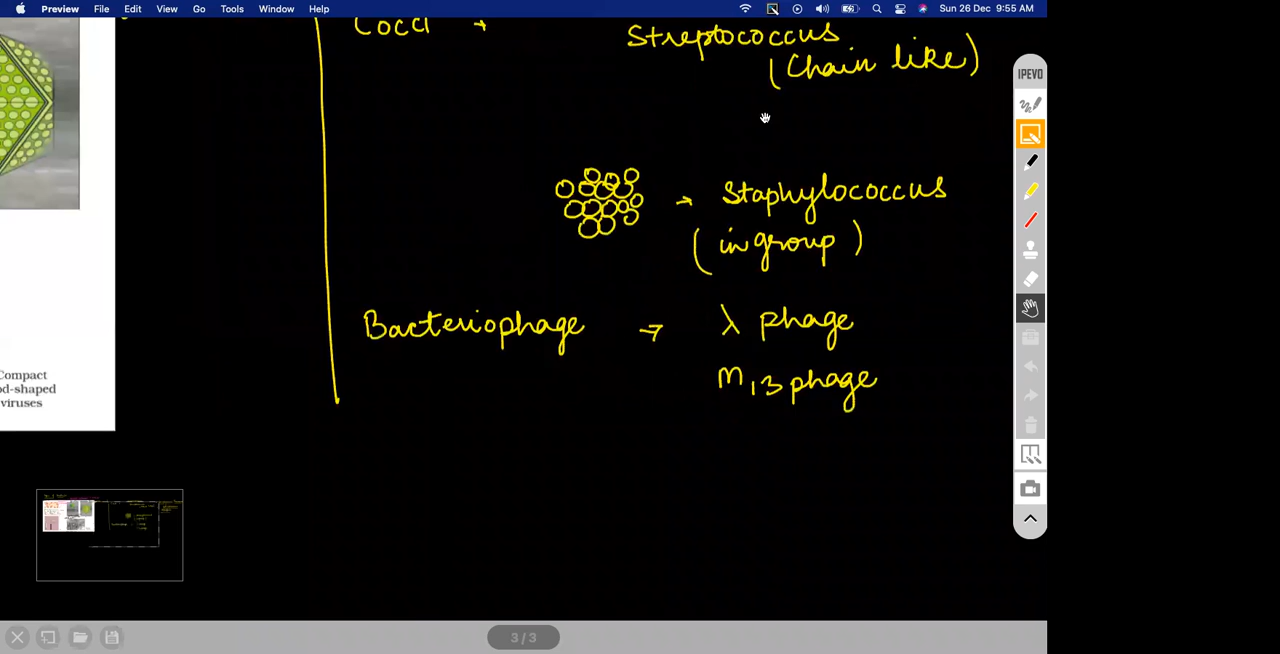 Preview File Edit View Go Tools Window Help Sun 26 Dec 9:55 AM
Cocci →
Streptococcus
(Chain like)
IPEVO
→ Staphylococcus
(in group)
Bacteriophage → λ phage
M13 phage
Compact
od-shaped
viruses
3 / 3